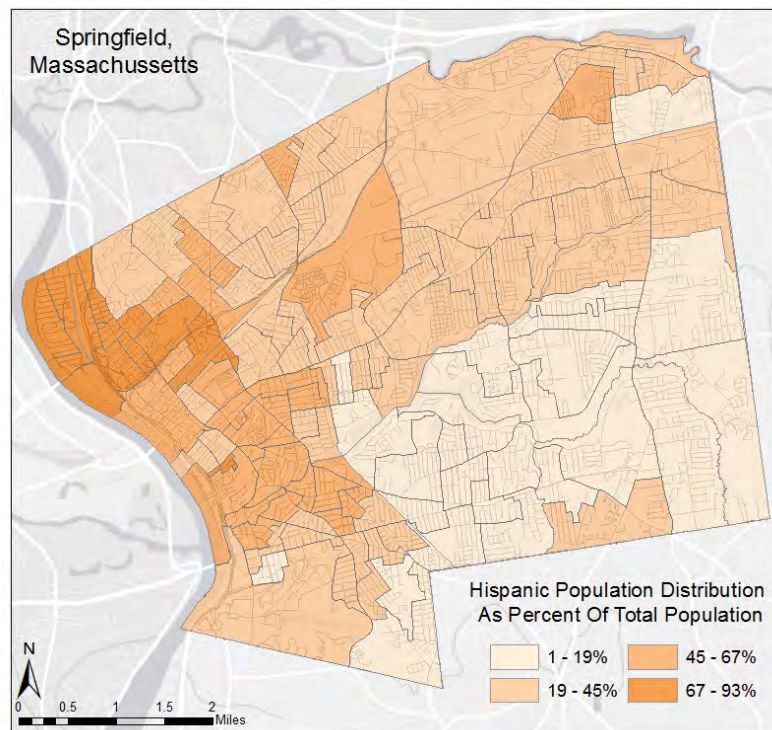 Springfield,
Massachussetts
Hispanic Population Distribution
As Percent Of Total Population
1 - 19%
45 - 67%
19 - 45%
67 - 93%
N
0 0.5 1 1.5 2
Miles